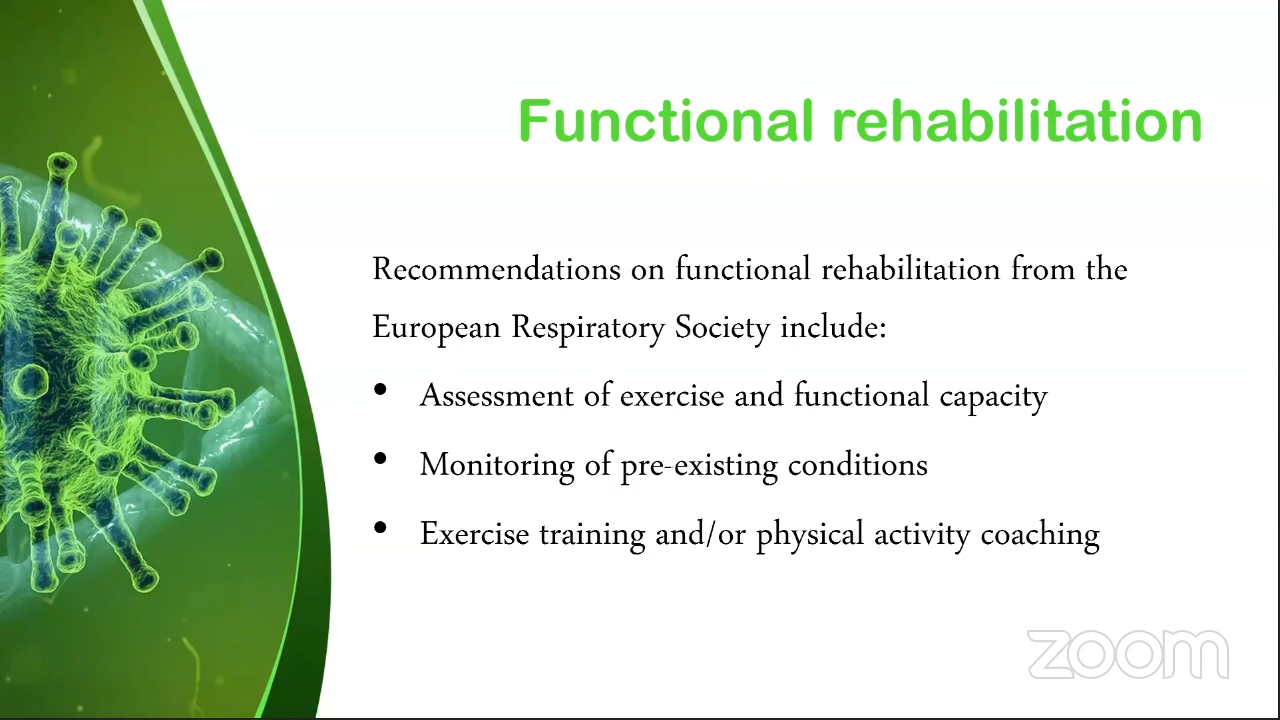 Functional rehabilitation
Recommendations on functional rehabilitation from the
European Respiratory Society include:
• Assessment of exercise and functional capacity
• Monitoring of pre-existing conditions
• Exercise training and/or physical activity coaching
zoom